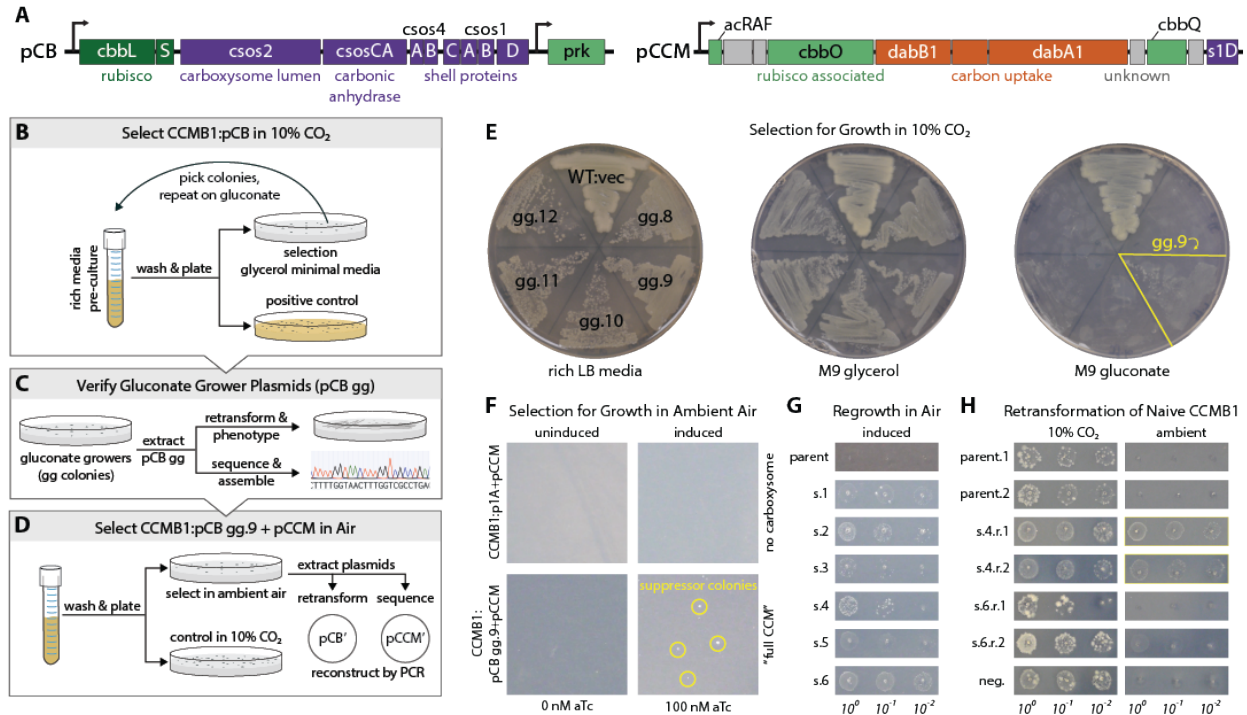 A
pCB
cbbL
S
csos2
csosCA
csos4
A B
csos1
C A B D
prk
rubisco
carboxysome lumen
carbonic
anhydrase
shell proteins
pCCM
acRAF
cbbO
dabB1
dabA1
cbbQ
s1D
rubisco associated
carbon uptake
unknown
B
Select CCMB1:pCB in 10% CO₂
pick colonies,
repeat on gluconate
rich media
pre-culture
wash & plate
selection
glycerol minimal media
positive control
C
Verify Gluconate Grower Plasmids (pCB gg)
gluconate growers
(gg colonies)
extract
pCB gg
retransform &
phenotype
sequence &
assemble
CTTTTGGTAACTTTGGTCGCCTGA
D
Select CCMB1:pCB gg.9 + pCCM in Air
wash & plate
select in ambient air
control in 10% CO₂
extract plasmids
retransform
sequence
pCB'
pCCM'
reconstruct by PCR
E
Selection for Growth in 10% CO₂
WT:vec
gg.12
gg.8
gg.11
gg.9
gg.10
rich LB media
M9 glycerol
gg.9
M9 gluconate
F
Selection for Growth in Ambient Air
uninduced
induced
CCMB1:p1A+pCCM
no carboxysome
CCMB1:
pCB gg.9+pCCM
suppressor colonies
"full CCM"
0 nM aTc
100 nM aTc
G
Regrowth in Air
induced
parent
s.1
s.2
s.3
s.4
s.5
s.6
10⁰ 10⁻¹ 10⁻²
H
Retransformation of Naive CCMB1
10% CO₂
ambient
parent.1
parent.2
s.4.r.1
s.4.r.2
s.6.r.1
s.6.r.2
neg.
10⁰ 10⁻¹ 10⁻² 10⁰ 10⁻¹ 10⁻²